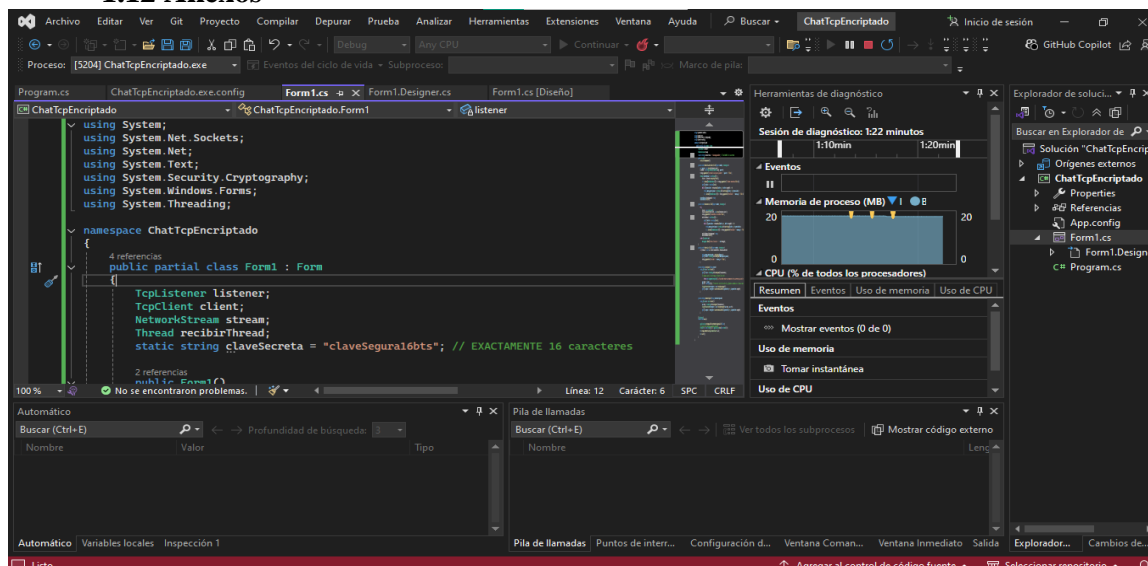 1.12 Anexos
Archivo Editar Ver Git Proyecto Compilar Depurar Prueba Analizar Herramientas Extensiones Ventana Ayuda Buscar ChatTcpEncriptado Inicio de sesión
Debug Any CPU Continuar GitHub Copilot
Proceso: [5204] ChatTcpEncriptado.exe Eventos del ciclo de vida Subproceso: Marco de pila:
Program.cs ChatTcpEncriptado.exe.config Form1.cs Form1.Designer.cs Form1.cs [Diseño]
ChatTcpEncriptado ChatTcpEncriptado.Form1 listener
using System;
using System.Net.Sockets;
using System.Net;
using System.Text;
using System.Security.Cryptography;
using System.Windows.Forms;
using System.Threading;
namespace ChatTcpEncriptado
{
4 referencias
public partial class Form1 : Form
{
TcpListener listener;
TcpClient client;
NetworkStream stream;
Thread recibirThread;
static string claveSecreta = "claveSegura16bts"; // EXACTAMENTE 16 caracteres
2 referencias
public Form1()
100 % No se encontraron problemas. Línea: 12 Carácter: 6 SPC CRLF
Herramientas de diagnóstico
Sesión de diagnóstico: 1:22 minutos
1:10min 1:20min
Eventos
Memoria de proceso (MB)
20 20
0 0
CPU (% de todos los procesadores)
Resumen Eventos Uso de memoria Uso de CPU
Eventos
Mostrar eventos (0 de 0)
Uso de memoria
Tomar instantánea
Uso de CPU
Explorador de soluci...
Buscar en Explorador de
Solución "ChatTcpEncrip
Orígenes externos
ChatTcpEncriptado
Properties
Referencias
App.config
Form1.cs
Form1.Design
Program.cs
Automático
Buscar (Ctrl+E) Profundidad de búsqueda: 3
Nombre Valor Tipo
Automático Variables locales Inspección 1
Pila de llamadas
Buscar (Ctrl+E) Ver todos los subprocesos Mostrar código externo
Nombre Leng
Pila de llamadas Puntos de interr... Configuración d... Ventana Coman... Ventana Inmediato Salida
Explorador... Cambios de...
Listo Agregar al control de código fuente Seleccionar repositorio